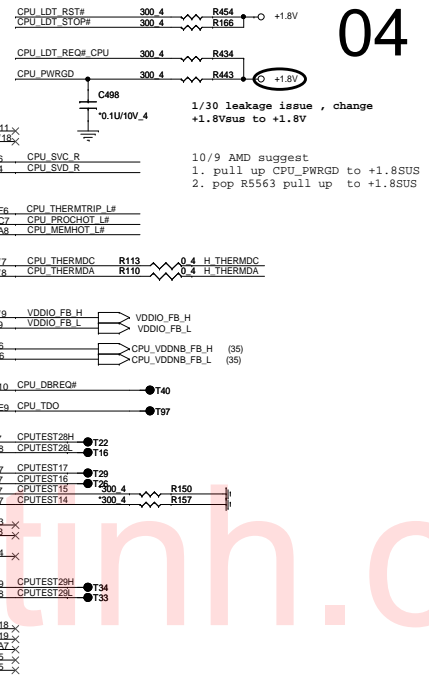 04
CPU_LDT_RST# 300_4 R454 +1.8V
CPU_LDT_STOP# 300_4 R166
CPU_LDT_REQ#_CPU 300_4 R434
CPU_PWRGD 300_4 R443 +1.8V
C498
*0.1U/10V_4
1/30 leakage issue , change
+1.8Vsus to +1.8V
CPU_SVC_R
CPU_SVD_R
10/9 AMD suggest
1. pull up CPU_PWRGD to +1.8SUS
2. pop R5563 pull up to +1.8SUS
CPU_THERMTRIP_L#
CPU_PROCHOT_L#
CPU_MEMHOT_L#
CPU_THERMDC R113 0_4 H_THERMDC
CPU_THERMDA R110 0_4 H_THERMDA
VDDIO_FB_H VDDIO_FB_H
VDDIO_FB_L VDDIO_FB_L
CPU_VDDNB_FB_H (35)
CPU_VDDNB_FB_L (35)
CPU_DBREQ# T40
CPU_TDO T97
CPUTEST28H T22
CPUTEST28L T16
CPUTEST17 T29
CPUTEST16 T26
CPUTEST15 *300_4 R150
CPUTEST14 *300_4 R157
CPUTEST29H T34
CPUTEST29L T33
tinh.c